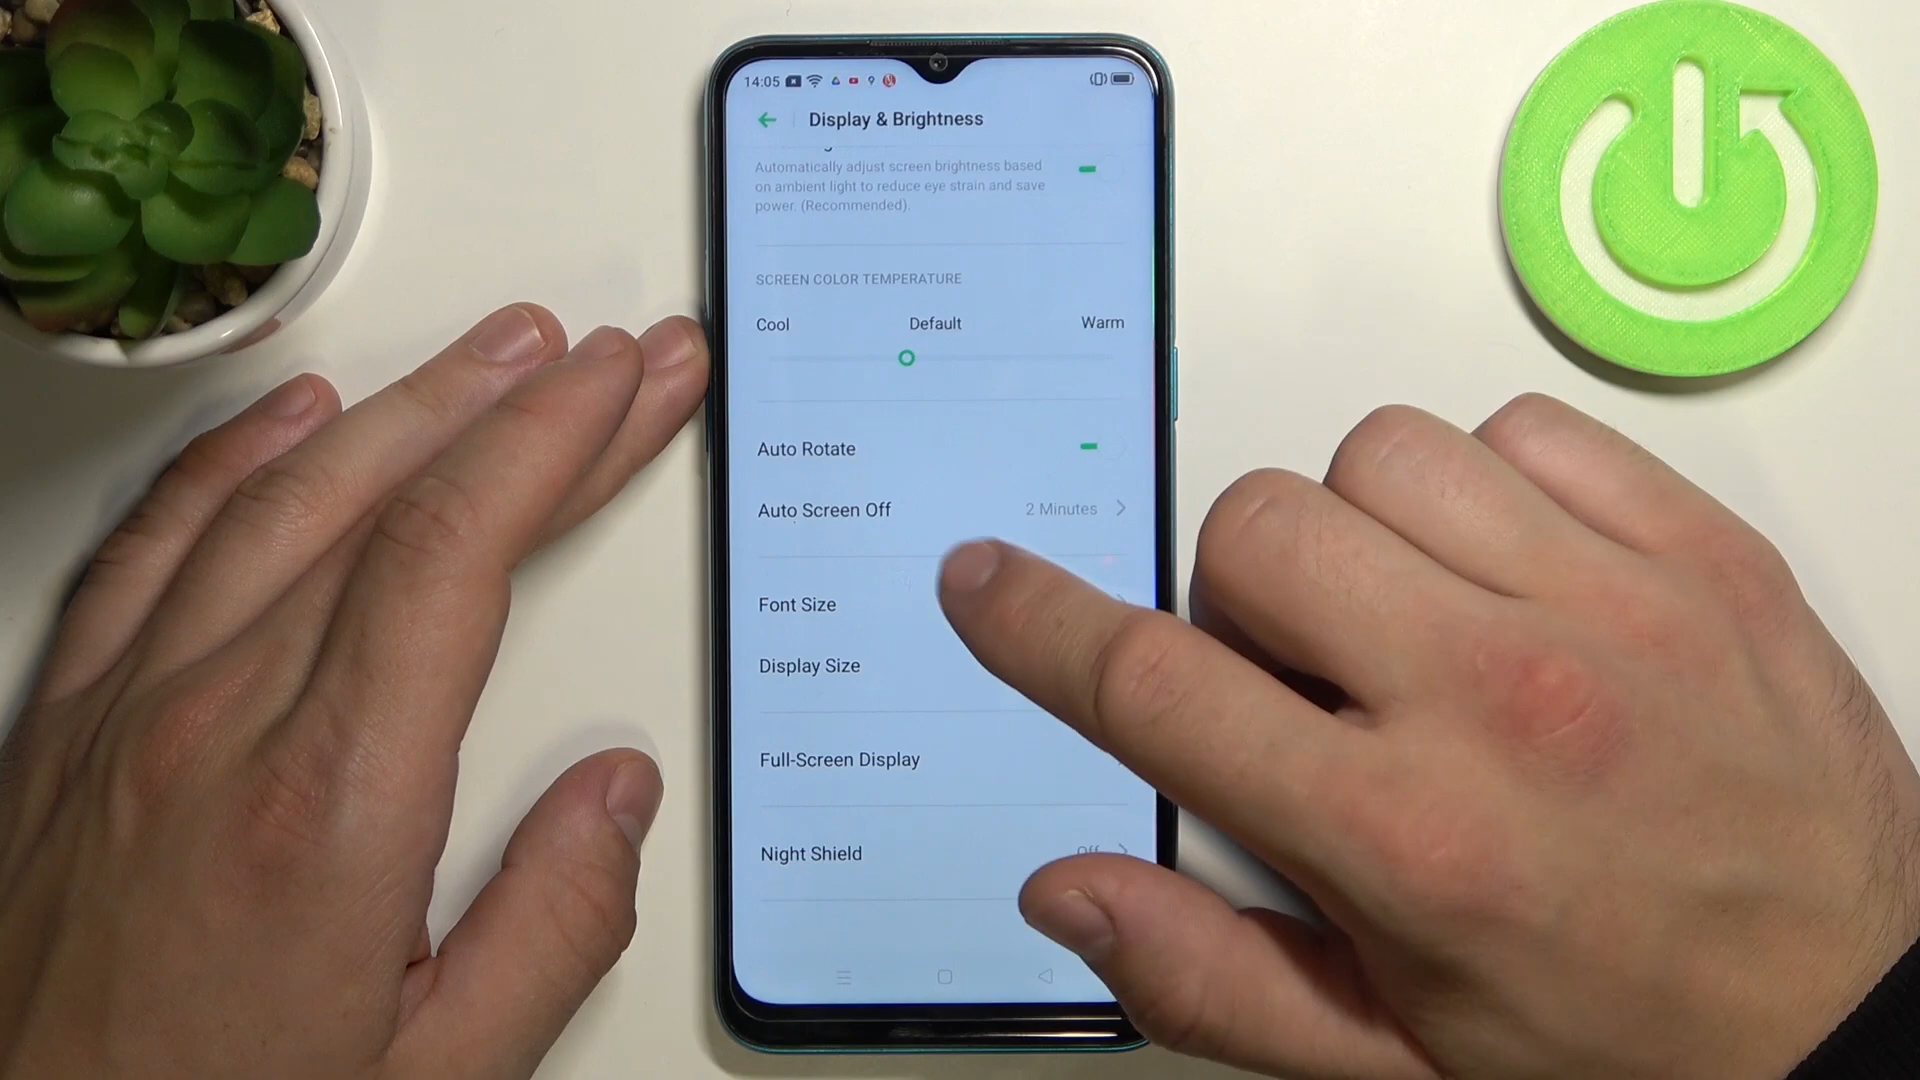 14:05
Display & Brightness
Automatically adjust screen brightness based
on ambient light to reduce eye strain and save
power. (Recommended).
SCREEN COLOR TEMPERATURE
Cool Default Warm
Auto Rotate
Auto Screen Off 2 Minutes
Font Size
Display Size
Full-Screen Display
Night Shield Off